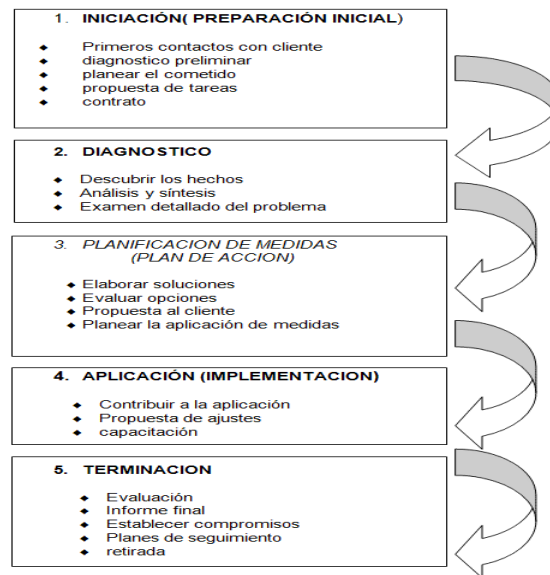 1. INICIACIÓN( PREPARACIÓN INICIAL)
◆ Primeros contactos con cliente
◆ diagnostico preliminar
◆ planear el cometido
◆ propuesta de tareas
◆ contrato
2. DIAGNOSTICO
◆ Descubrir los hechos
◆ Análisis y síntesis
◆ Examen detallado del problema
3. PLANIFICACION DE MEDIDAS
(PLAN DE ACCION)
◆ Elaborar soluciones
◆ Evaluar opciones
◆ Propuesta al cliente
◆ Planear la aplicación de medidas
4. APLICACIÓN (IMPLEMENTACION)
◆ Contribuir a la aplicación
◆ Propuesta de ajustes
◆ capacitación
5. TERMINACION
◆ Evaluación
◆ Informe final
◆ Establecer compromisos
◆ Planes de seguimiento
◆ retirada